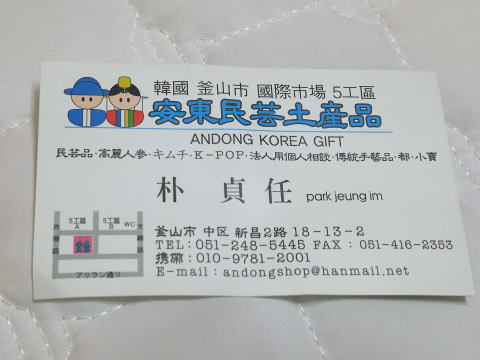 韓國 釜山市 國際市場 5工區
安東民芸土産品
ANDONG KOREA GIFT
民芸品·高麗人參·キムチ·K-POP·法人用個人相談·傳統手藝品·都·小賣
朴 貞 任 park jeung im
5工區 A 5工區 B WC
アリラン通り
釜山市 中区 新昌2路 18-13-2
TEL:051-248-5445 FAX : 051-416-2353
携帶:010-9781-2001
E-mail : andongshop@hanmail.net